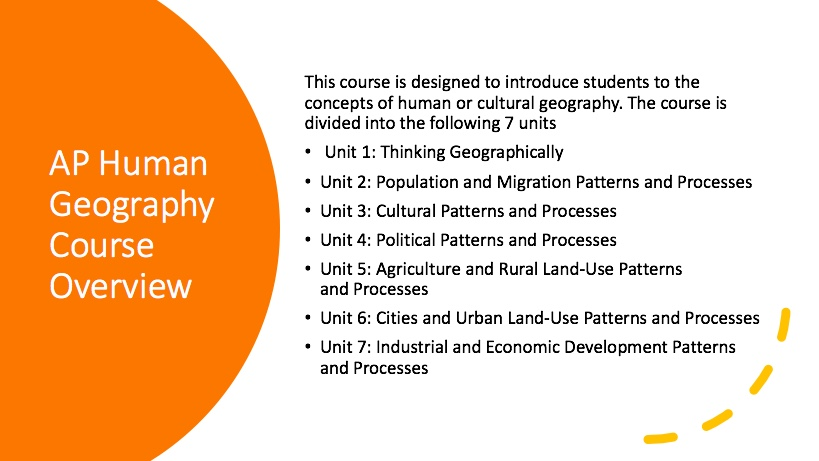 AP Human
Geography
Course
Overview
This course is designed to introduce students to the
concepts of human or cultural geography. The course is
divided into the following 7 units
• Unit 1: Thinking Geographically
• Unit 2: Population and Migration Patterns and Processes
• Unit 3: Cultural Patterns and Processes
• Unit 4: Political Patterns and Processes
• Unit 5: Agriculture and Rural Land-Use Patterns
and Processes
• Unit 6: Cities and Urban Land-Use Patterns and Processes
• Unit 7: Industrial and Economic Development Patterns
and Processes